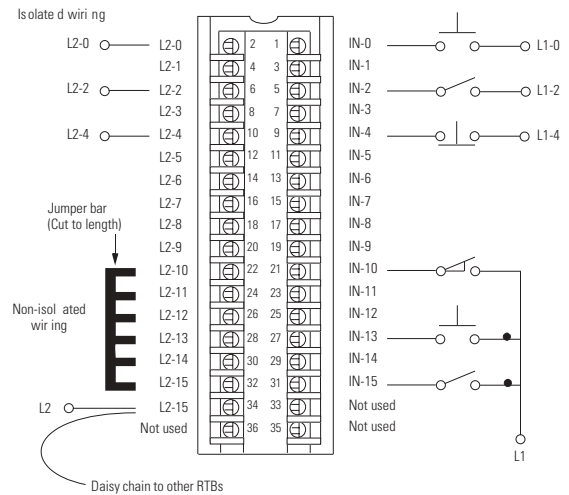 Isolate d wiri ng
L2-0 L2-0 2 1 IN-0 L1-0
L2-1 4 3 IN-1
L2-2 L2-2 6 5 IN-2 L1-2
L2-3 8 7 IN-3
L2-4 L2-4 10 9 IN-4 L1-4
L2-5 12 11 IN-5
L2-6 14 13 IN-6
L2-7 16 15 IN-7
Jumper bar
(Cut to length)
L2-8 18 17 IN-8
L2-9 20 19 IN-9
L2-10 22 21 IN-10
L2-11 24 23 IN-11
Non-isol ated
wir ing
L2-12 26 25 IN-12
L2-13 28 27 IN-13
L2-14 30 29 IN-14
L2-15 32 31 IN-15
L2 L2-15 34 33 Not used
Not used 36 35 Not used
L1
Daisy chain to other RTBs